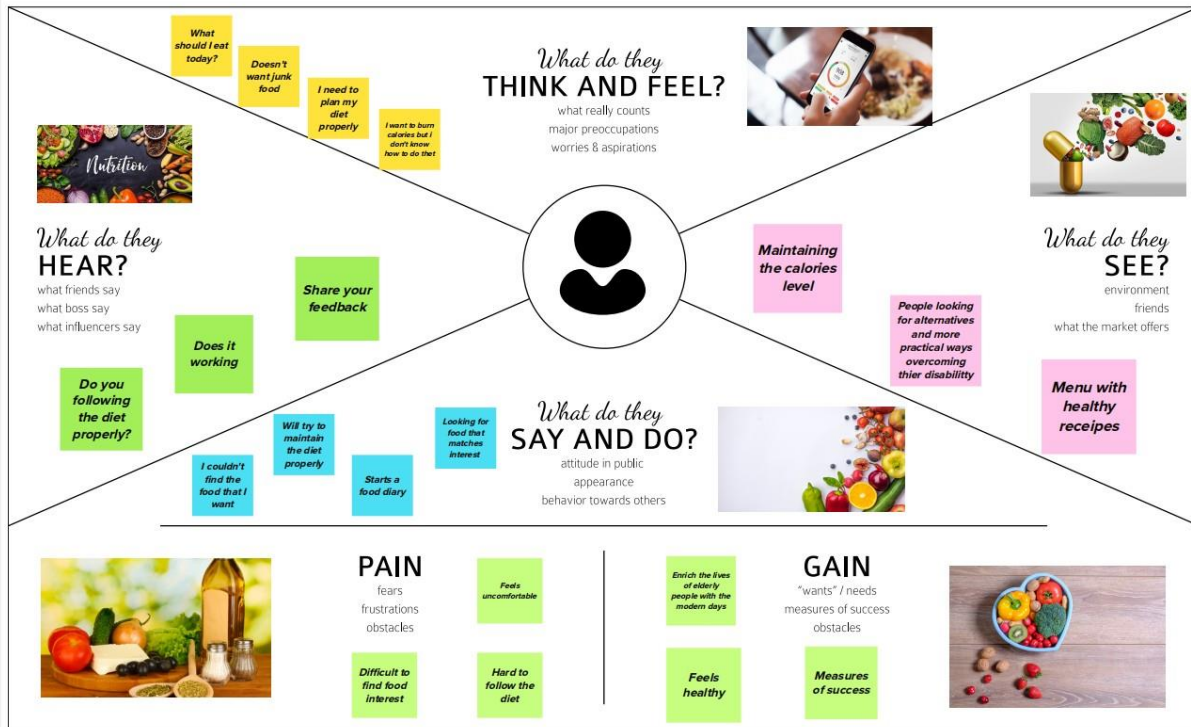 What
should I eat
today?
Doesn't
want junk
food
I need to
plan my
diet
properly
I want to burn
calories but i
don't know
how to do thet
What do they
THINK AND FEEL?
what really counts
major preoccupations
worries & aspirations
Nutrition
What do they
HEAR?
what friends say
what boss say
what influencers say
Share your
feedback
Does it
working
Do you
following
the diet
properly?
What do they
SEE?
environment
friends
what the market offers
Maintaining
the calories
level
People looking
for alternatives
and more
practical ways
overcoming
thier disabilitty
Menu with
healthy
receipes
What do they
SAY AND DO?
attitude in public
appearance
behavior towards others
I couldn't
find the
food that I
want
Will try to
maintain
the diet
properly
Starts a
food diary
Looking for
food that
matches
interest
PAIN
fears
frustrations
obstacles
Feels
uncomfortable
Difficult to
find food
interest
Hard to
follow the
diet
GAIN
"wants" / needs
measures of success
obstacles
Enrich the lives
of elderly
people with the
modern days
Feels
healthy
Measures
of success